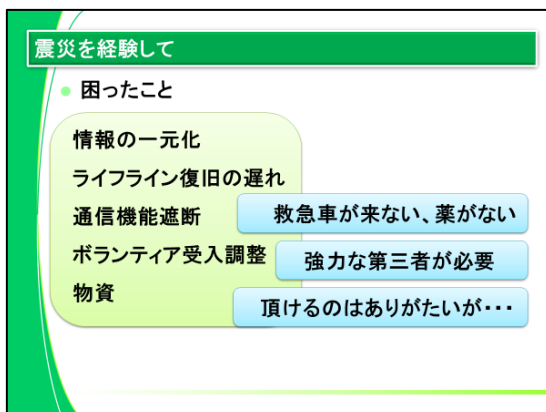 震災を経験して
困ったこと
情報の一元化
ライフライン復旧の遅れ
通信機能遮断
救急車が来ない、薬がない
ボランティア受入調整
強力な第三者が必要
物資
頂けるのはありがたいが・・・